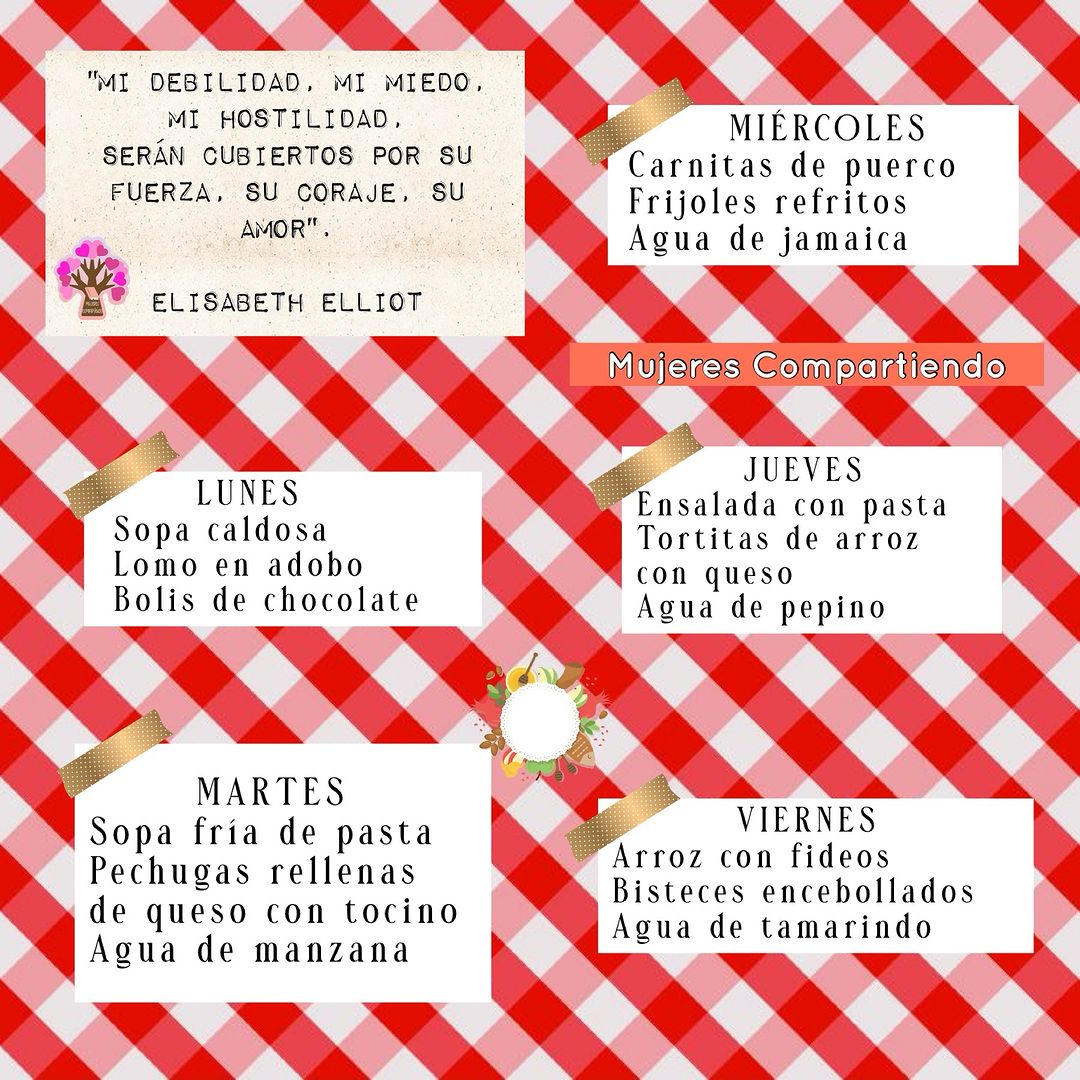 "MI DEBILIDAD, MI MIEDO,
MI HOSTILIDAD,
SERÁN CUBIERTOS POR SU
FUERZA, SU CORAJE, SU
AMOR".
ELISABETH ELLIOT
MUJERES
COMPARTIENDO
LUNES
Sopa caldosa
Lomo en adobo
Bolis de chocolate
MARTES
Sopa fría de pasta
Pechugas rellenas
de queso con tocino
Agua de manzana
MIÉRCOLES
Carnitas de puerco
Frijoles refritos
Agua de jamaica
Mujeres Compartiendo
JUEVES
Ensalada con pasta
Tortitas de arroz
con queso
Agua de pepino
VIERNES
Arroz con fideos
Bisteces encebollados
Agua de tamarindo